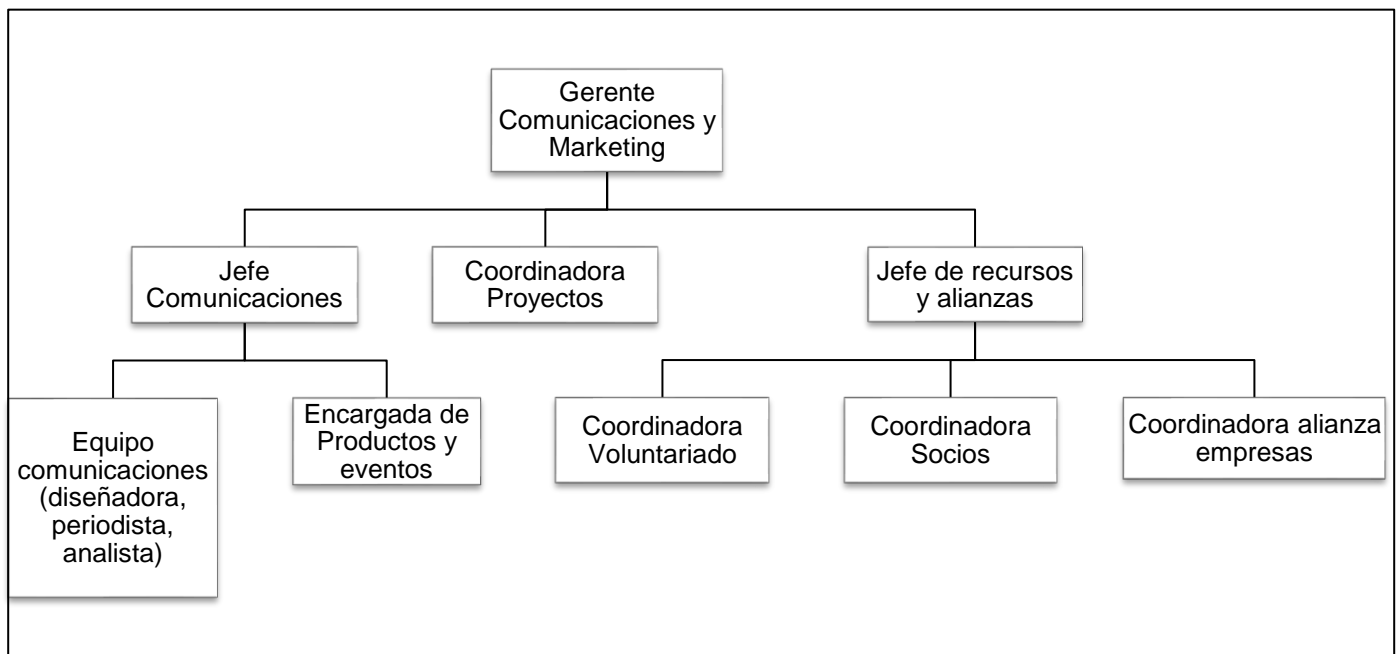 Gerente
Comunicaciones y
Marketing
Jefe
Comunicaciones
Coordinadora
Proyectos
Jefe de recursos
y alianzas
Equipo
comunicaciones
(diseñadora,
periodista,
analista)
Encargada de
Productos y
eventos
Coordinadora
Voluntariado
Coordinadora
Socios
Coordinadora alianza
empresas